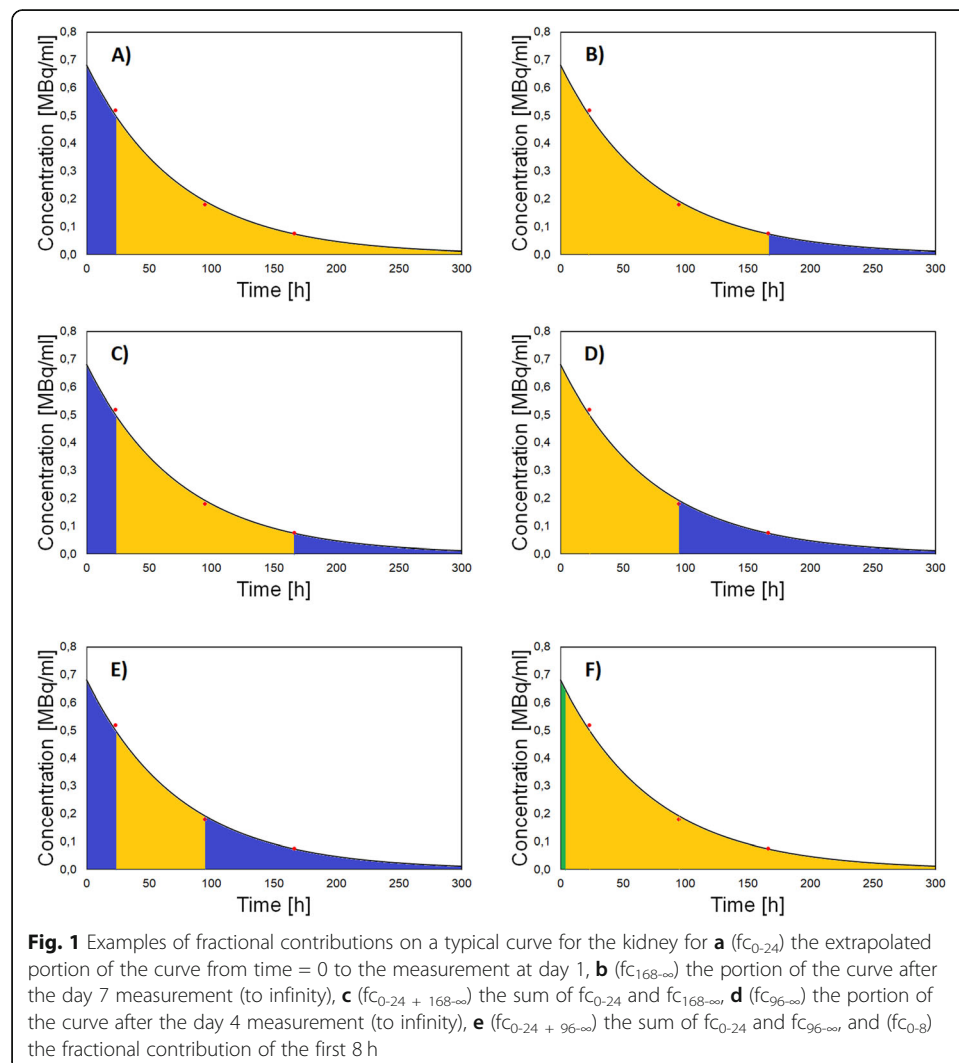 0,8
0,7
0,6
0,5
0,4
0,3
0,2
0,1
0,0
Concentration [MBq/ml]
A)
0 50 100 150 200 250 300
Time [h]
0,8
0,7
0,6
0,5
0,4
0,3
0,2
0,1
0,0
Concentration [MBq/ml]
B)
0 50 100 150 200 250 300
Time [h]
0,8
0,7
0,6
0,5
0,4
0,3
0,2
0,1
0,0
Concentration [MBq/ml]
C)
0 50 100 150 200 250 300
Time [h]
0,8
0,7
0,6
0,5
0,4
0,3
0,2
0,1
0,0
Concentration [MBq/ml]
D)
0 50 100 150 200 250 300
Time [h]
0,8
0,7
0,6
0,5
0,4
0,3
0,2
0,1
0,0
Concentration [MBq/ml]
E)
0 50 100 150 200 250 300
Time [h]
0,8
0,7
0,6
0,5
0,4
0,3
0,2
0,1
0,0
Concentration [MBq/ml]
F)
0 50 100 150 200 250 300
Time [h]
Fig. 1 Examples of fractional contributions on a typical curve for the kidney for a (fc0-24) the extrapolated
portion of the curve from time = 0 to the measurement at day 1, b (fc168-∞) the portion of the curve after
the day 7 measurement (to infinity), c (fc0-24 + 168-∞) the sum of fc0-24 and fc168-∞, d (fc96-∞) the portion of
the curve after the day 4 measurement (to infinity), e (fc0-24 + 96-∞) the sum of fc0-24 and fc96-∞, and (fc0-8)
the fractional contribution of the first 8 h